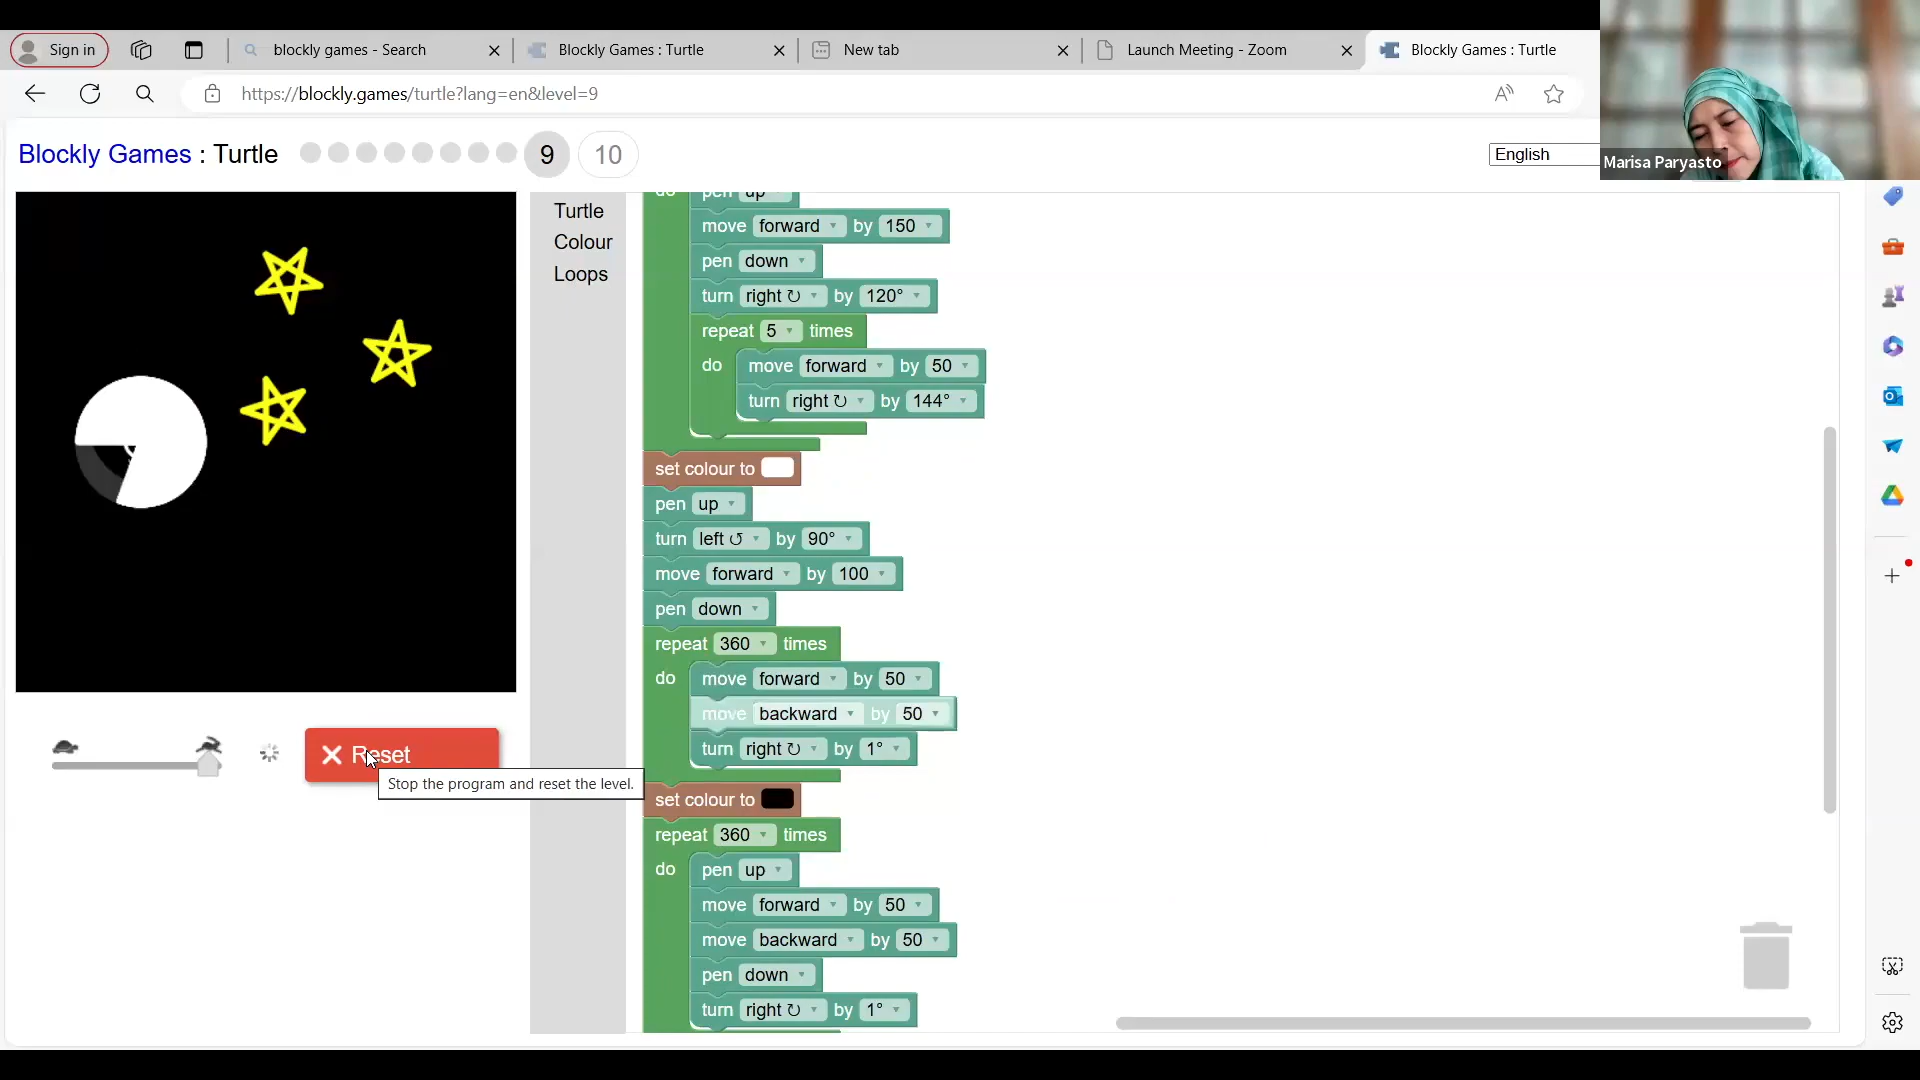 Sign in
blockly games - Search
Blockly Games : Turtle
New tab
Launch Meeting - Zoom
Blockly Games : Turtle
https://blockly.games/turtle?lang=en&level=9
Blockly Games : Turtle
9
10
English
Marisa Paryasto
Turtle
Colour
Loops
do pen up
move forward by 150
pen down
turn right ↻ by 120°
repeat 5 times
do move forward by 50
turn right ↻ by 144°
set colour to
pen up
turn left ↺ by 90°
move forward by 100
pen down
repeat 360 times
do move forward by 50
move backward by 50
turn right ↻ by 1°
set colour to
repeat 360 times
do pen up
move forward by 50
move backward by 50
pen down
turn right ↻ by 1°
Reset
Stop the program and reset the level.